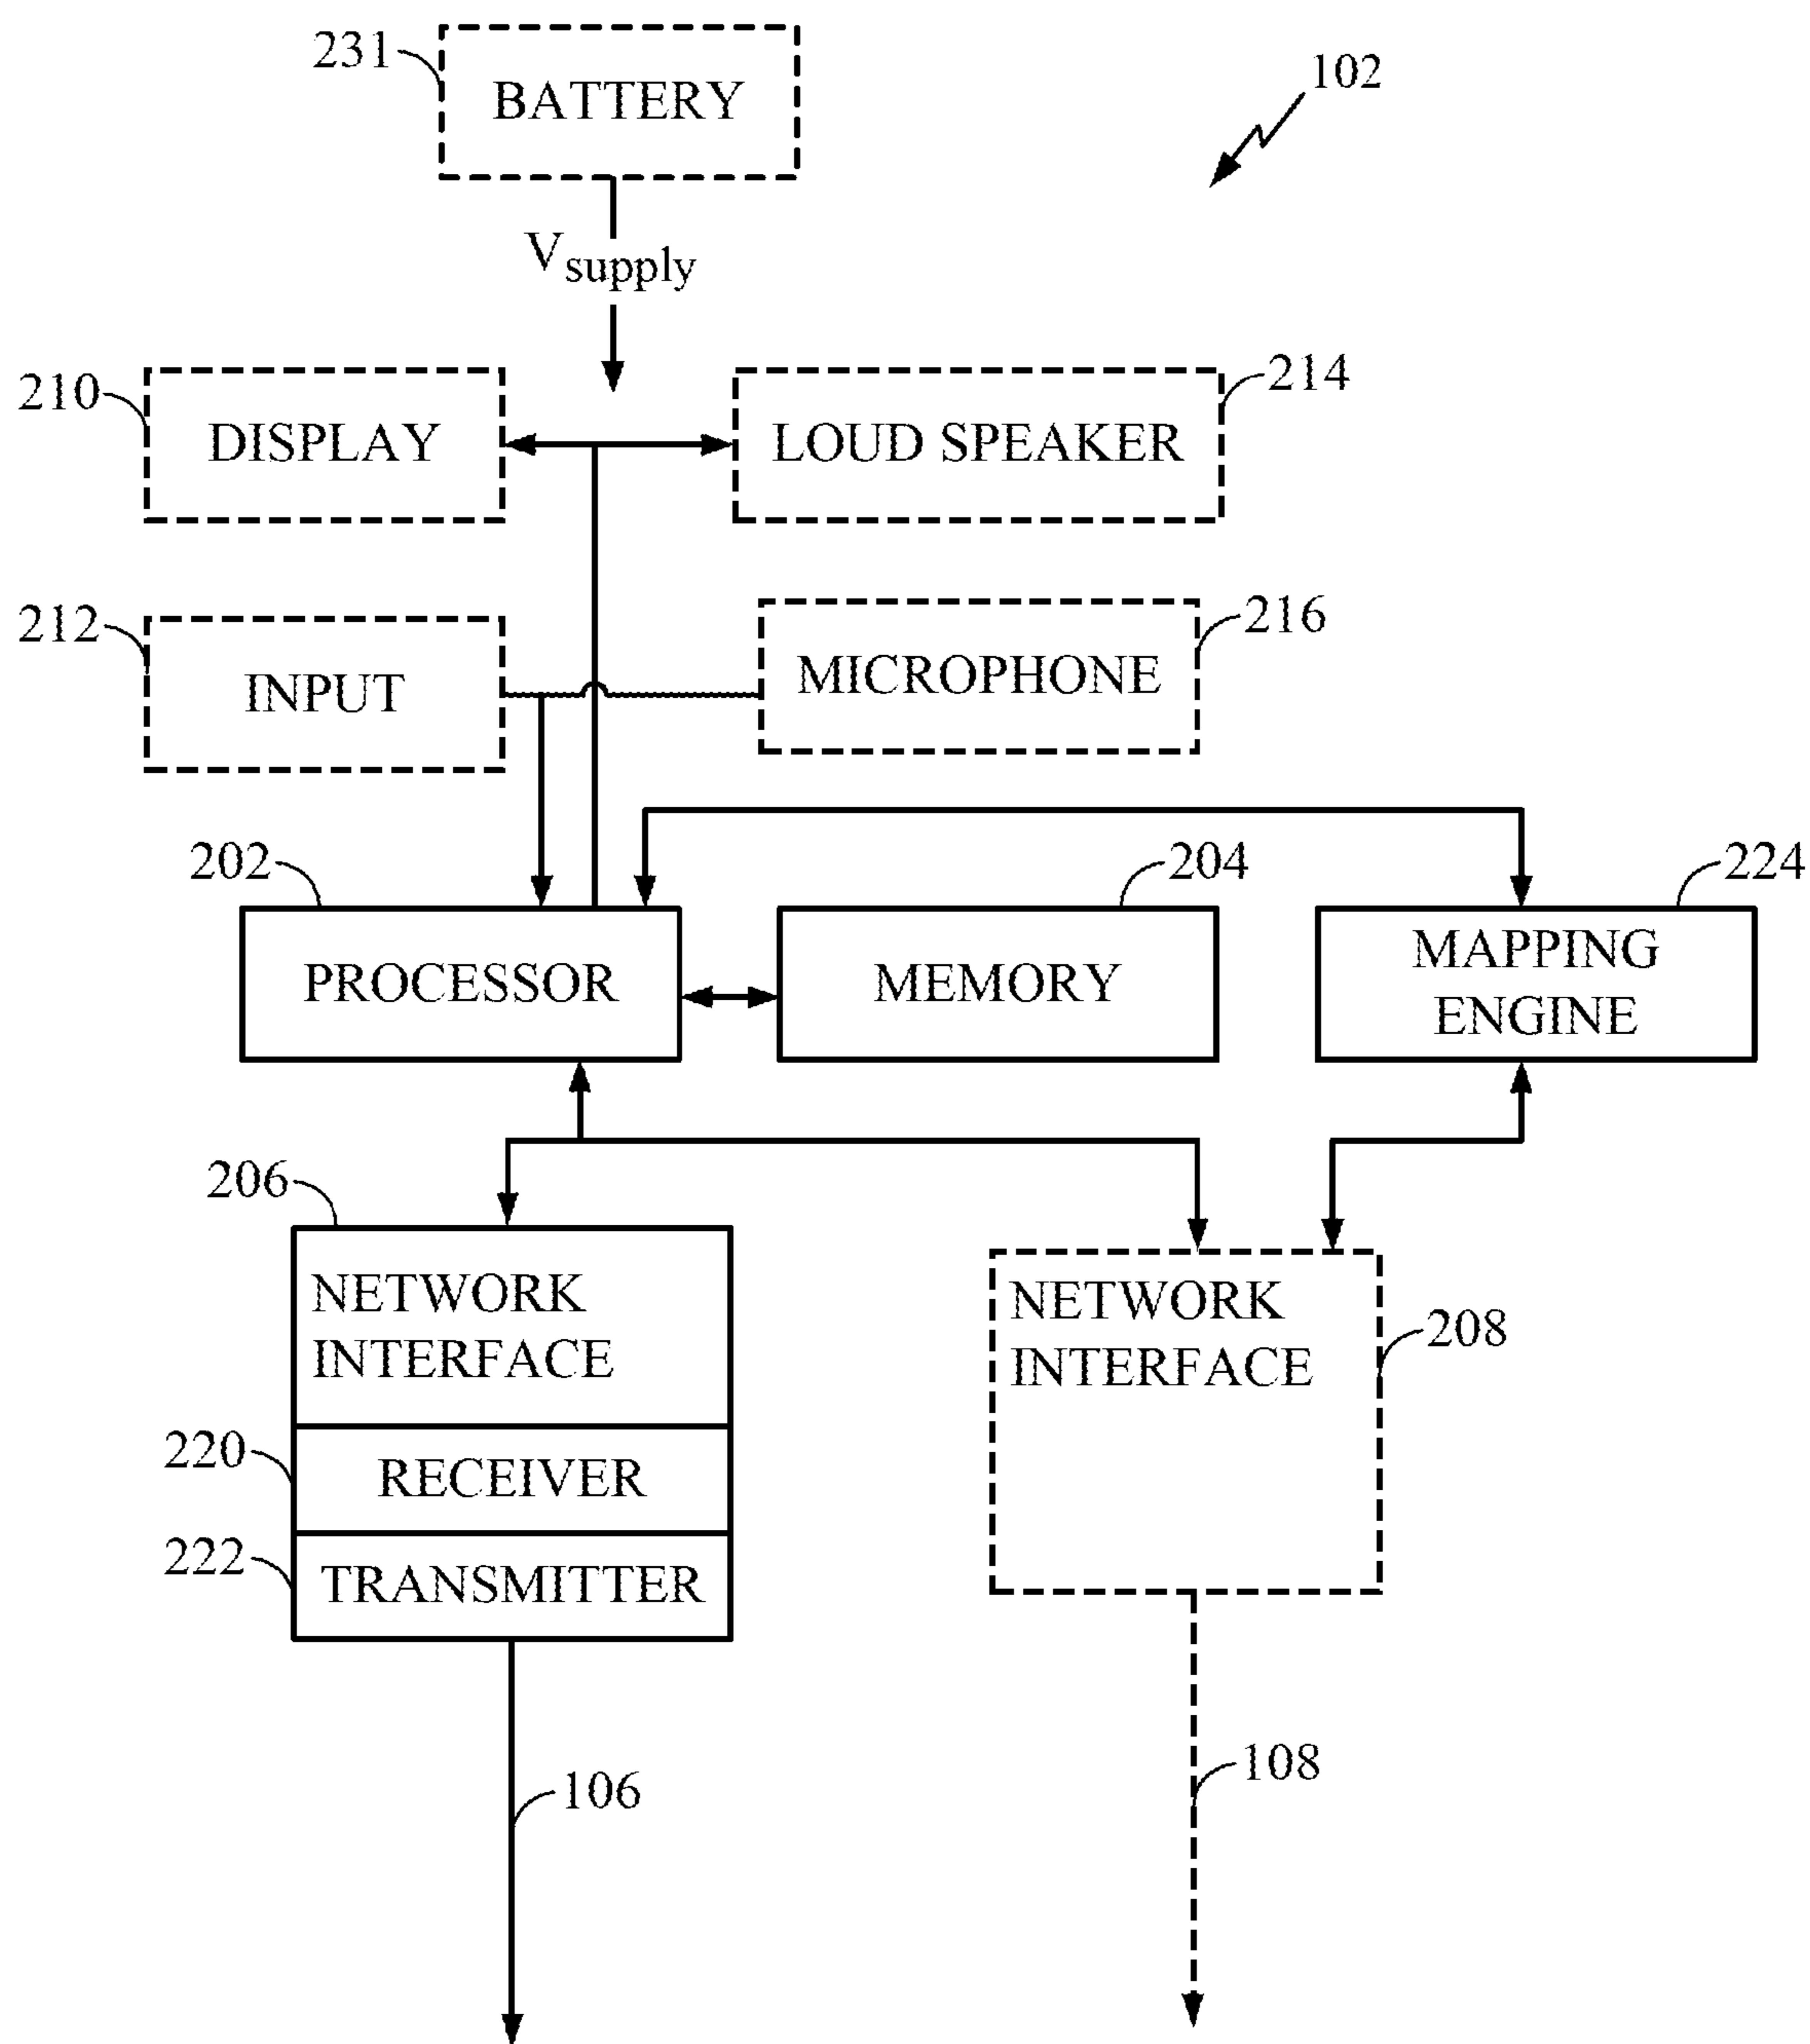 231
BATTERY
102
Vsupply
210
DISPLAY
214
LOUD SPEAKER
212
INPUT
216
MICROPHONE
202
PROCESSOR
204
MEMORY
224
MAPPING
ENGINE
206
NETWORK
INTERFACE
220
RECEIVER
222
TRANSMITTER
NETWORK
INTERFACE
208
106
108